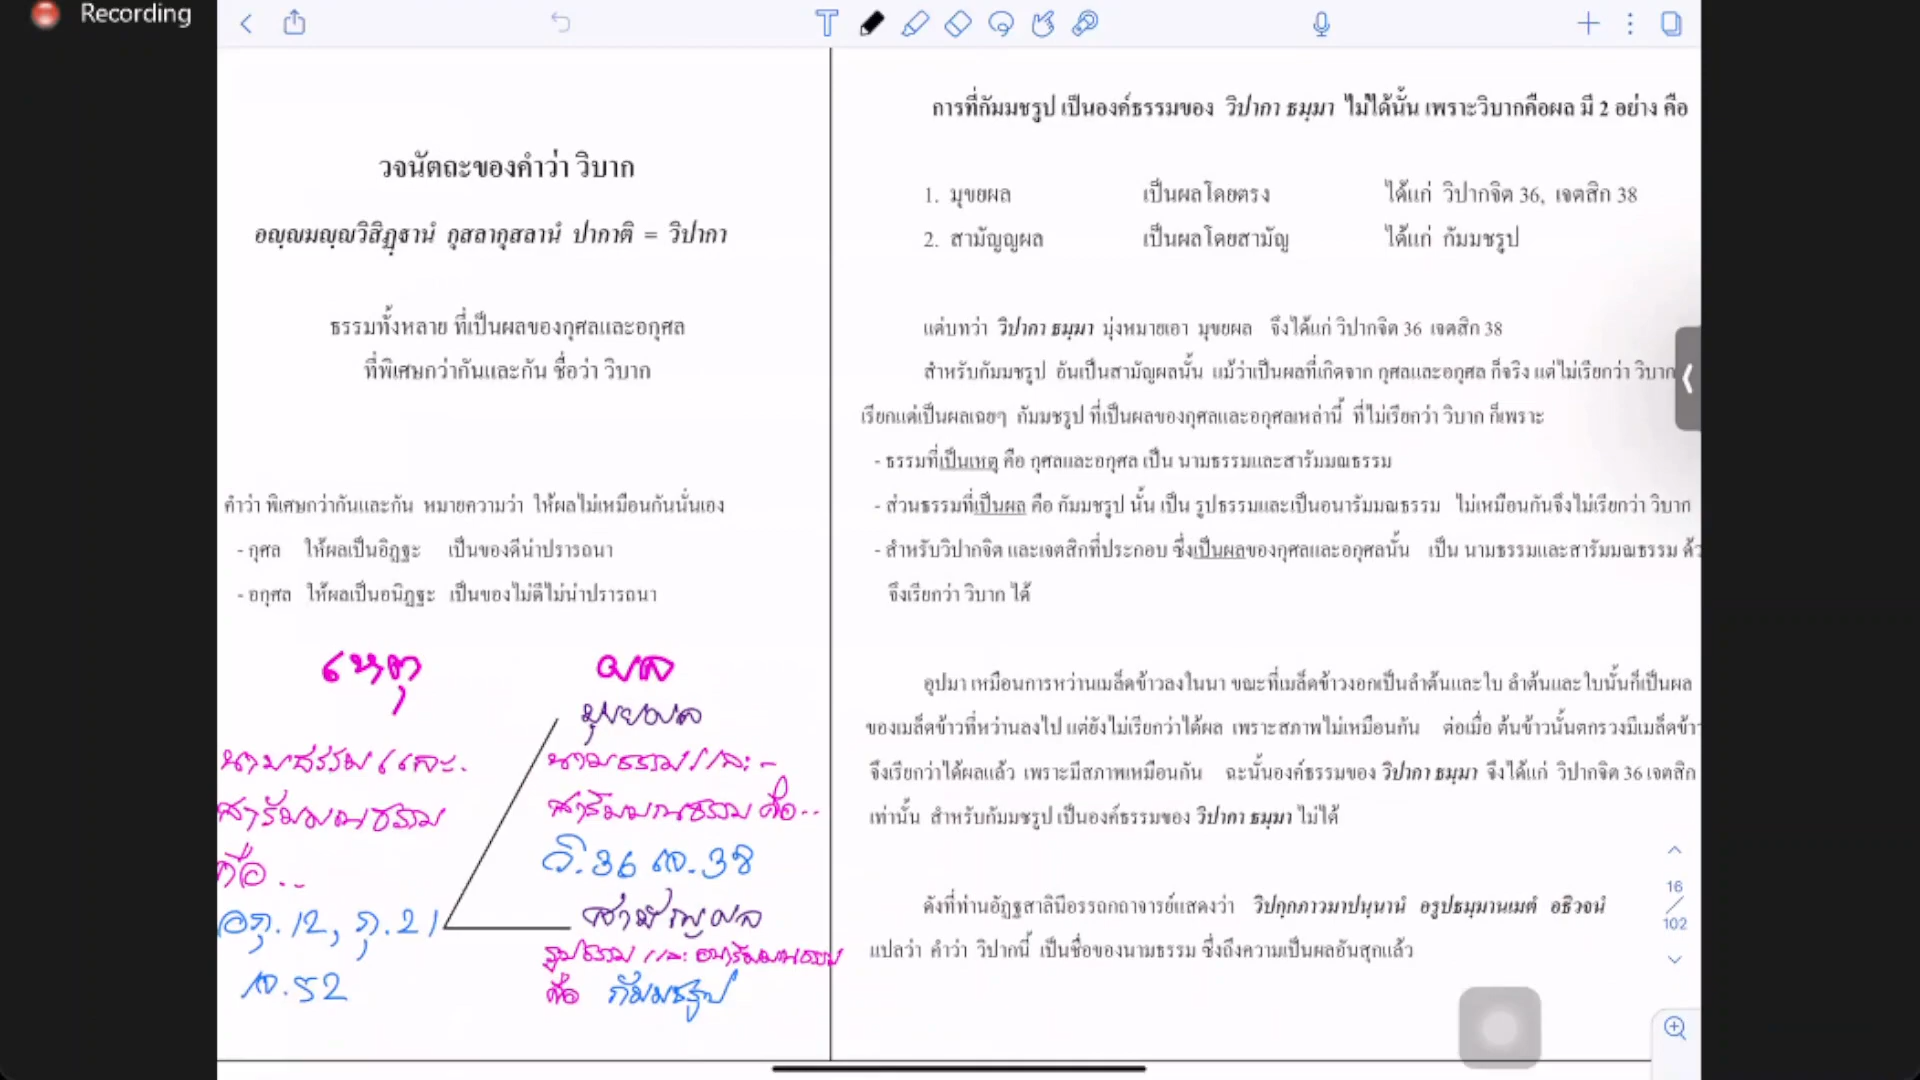 Recording
วจนัตถะของคำว่า วิบาก
อญฺญมญฺญวิสิฏฺฐานํ กุสลากุสลานํ ปากาติ = วิปากา
ธรรมทั้งหลาย ที่เป็นผลของกุศลและอกุศล
ที่พิเศษกว่ากันและกัน ชื่อว่า วิบาก
คำว่า พิเศษกว่ากันและกัน หมายความว่า ให้ผลไม่เหมือนกันนั่นเอง
- กุศล ให้ผลเป็นอิฏฐะ เป็นของดีน่าปรารถนา
- อกุศล ให้ผลเป็นอนิฏฐะ เป็นของไม่ดีไม่น่าปรารถนา
เหตุ ผล
มุขยผล
นามธรรมและ นามธรรมและ -
สารัมมณธรรม สารัมมณธรรม คือ..
คือ .. วิ.36 เจ.38
อกุ.12, กุ.21 สามัญญผล
เจ.52 รูปธรรม และ อนารัมมณธรรม
คือ กัมมชรูป
การที่กัมมชรูป เป็นองค์ธรรมของ วิปากา ธมฺมา ไม่ได้นั้น เพราะวิบากคือผล มี 2 อย่าง คือ
1. มุขยผล เป็นผลโดยตรง ได้แก่ วิปากจิต 36, เจตสิก 38
2. สามัญญผล เป็นผลโดยสามัญ ได้แก่ กัมมชรูป
แต่บทว่า วิปากา ธมฺมา มุ่งหมายเอา มุขยผล จึงได้แก่ วิปากจิต 36 เจตสิก 38
สำหรับกัมมชรูป อันเป็นสามัญผลนั้น แม้ว่าเป็นผลที่เกิดจาก กุศลและอกุศล ก็จริง แต่ไม่เรียกว่า วิบาก
เรียกแต่เป็นผลเฉยๆ กัมมชรูป ที่เป็นผลของกุศลและอกุศลเหล่านี้ ที่ไม่เรียกว่า วิบาก ก็เพราะ
- ธรรมที่เป็นเหตุ คือ กุศลและอกุศล เป็น นามธรรมและสารัมมณธรรม
- ส่วนธรรมที่เป็นผล คือ กัมมชรูป นั้น เป็น รูปธรรมและเป็นอนารัมมณธรรม ไม่เหมือนกันจึงไม่เรียกว่า วิบาก
- สำหรับวิปากจิต และเจตสิกที่ประกอบ ซึ่งเป็นผลของกุศลและอกุศลนั้น เป็น นามธรรมและสารัมมณธรรม ด้ว
จึงเรียกว่า วิบาก ได้
อุปมา เหมือนการหว่านเมล็ดข้าวลงในนา ขณะที่เมล็ดข้าวงอกเป็นลำต้นและใบ ลำต้นและใบนั้นก็เป็นผล
ของเมล็ดข้าวที่หว่านลงไป แต่ยังไม่เรียกว่าได้ผล เพราะสภาพไม่เหมือนกัน ต่อเมื่อ ต้นข้าวนั้นตกรวงมีเมล็ดข้าว
จึงเรียกว่าได้ผลแล้ว เพราะมีสภาพเหมือนกัน ฉะนั้นองค์ธรรมของ วิปากา ธมฺมา จึงได้แก่ วิปากจิต 36 เจตสิก
เท่านั้น สำหรับกัมมชรูป เป็นองค์ธรรมของ วิปากา ธมฺมา ไม่ได้
ดังที่ท่านอัฏฐสาลินีอรรถกถาจารย์แสดงว่า วิปกฺกภาวมาปนฺนานํ อรูปธมฺมานเมตํ อธิวจนํ
แปลว่า คำว่า วิปากนี้ เป็นชื่อของนามธรรม ซึ่งถึงความเป็นผลอันสุกแล้ว
16
102